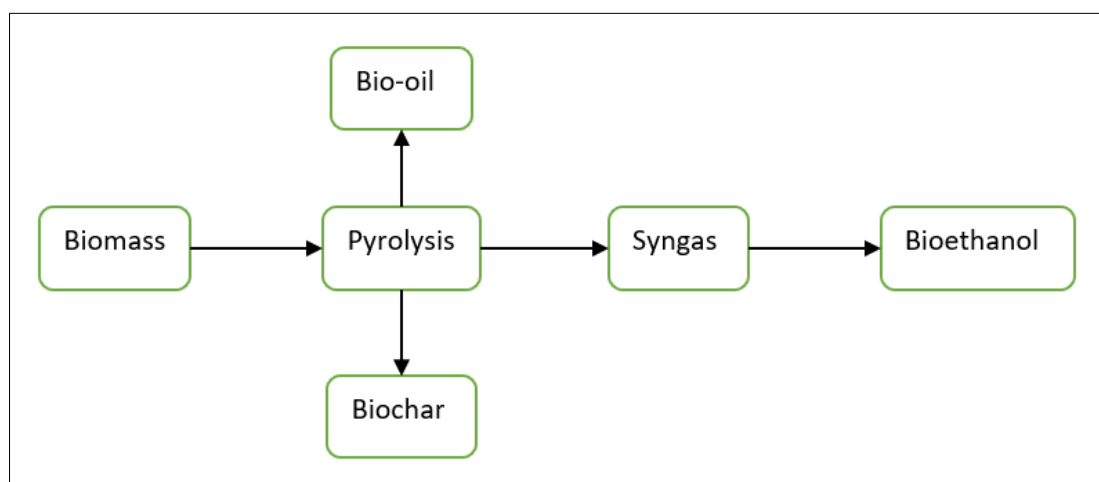 Bio-oil
Biomass
Pyrolysis
Syngas
Bioethanol
Biochar